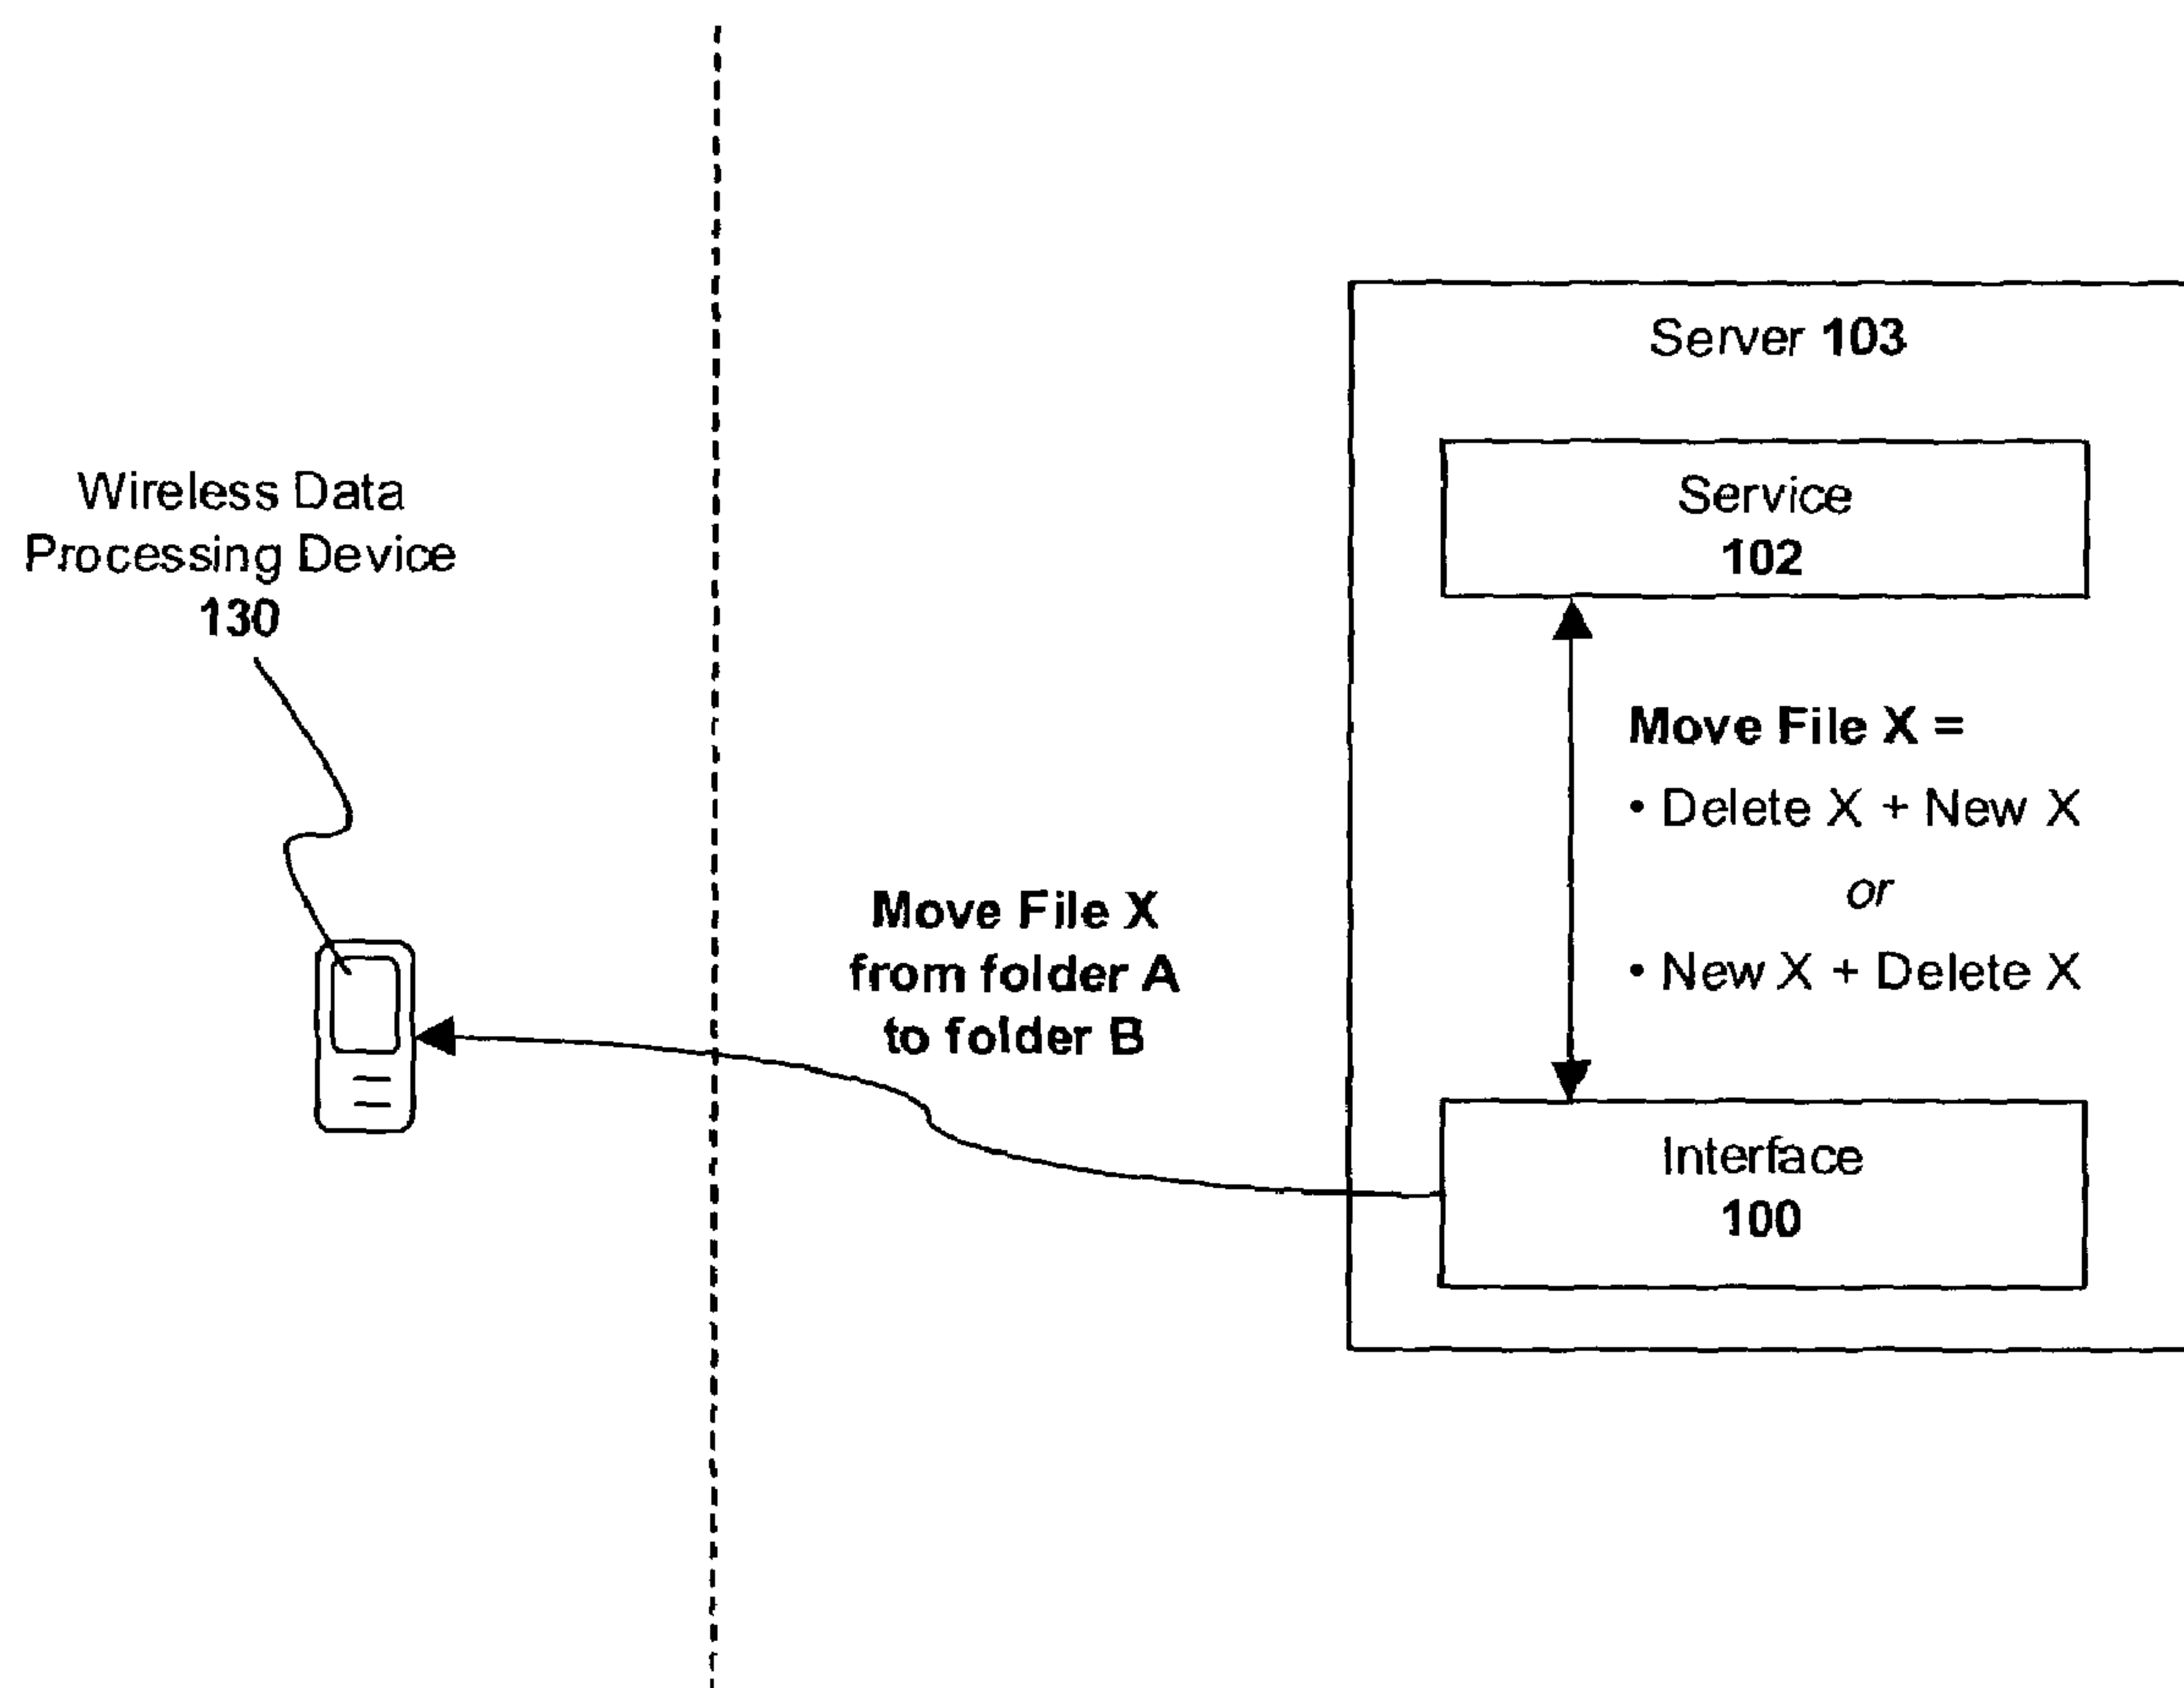 Wireless Data
Processing Device
130
Move File X
from folder A
to folder B
Server 103
Service
102
Move File X =
• Delete X + New X
or
• New X + Delete X
Interface
100